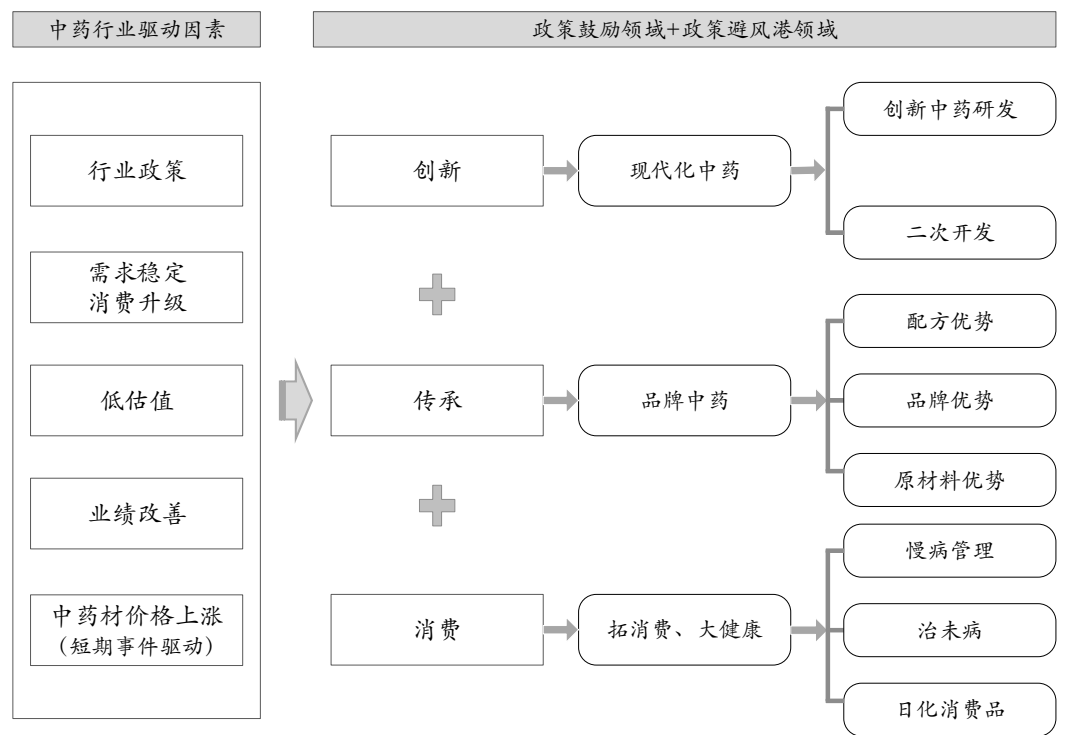 中药行业驱动因素
政策鼓励领域+政策避风港领域
行业政策
需求稳定
消费升级
低估值
业绩改善
中药材价格上涨
(短期事件驱动)
创新
现代化中药
创新中药研发
二次开发
传承
品牌中药
配方优势
品牌优势
原材料优势
消费
拓消费、大健康
慢病管理
治未病
日化消费品